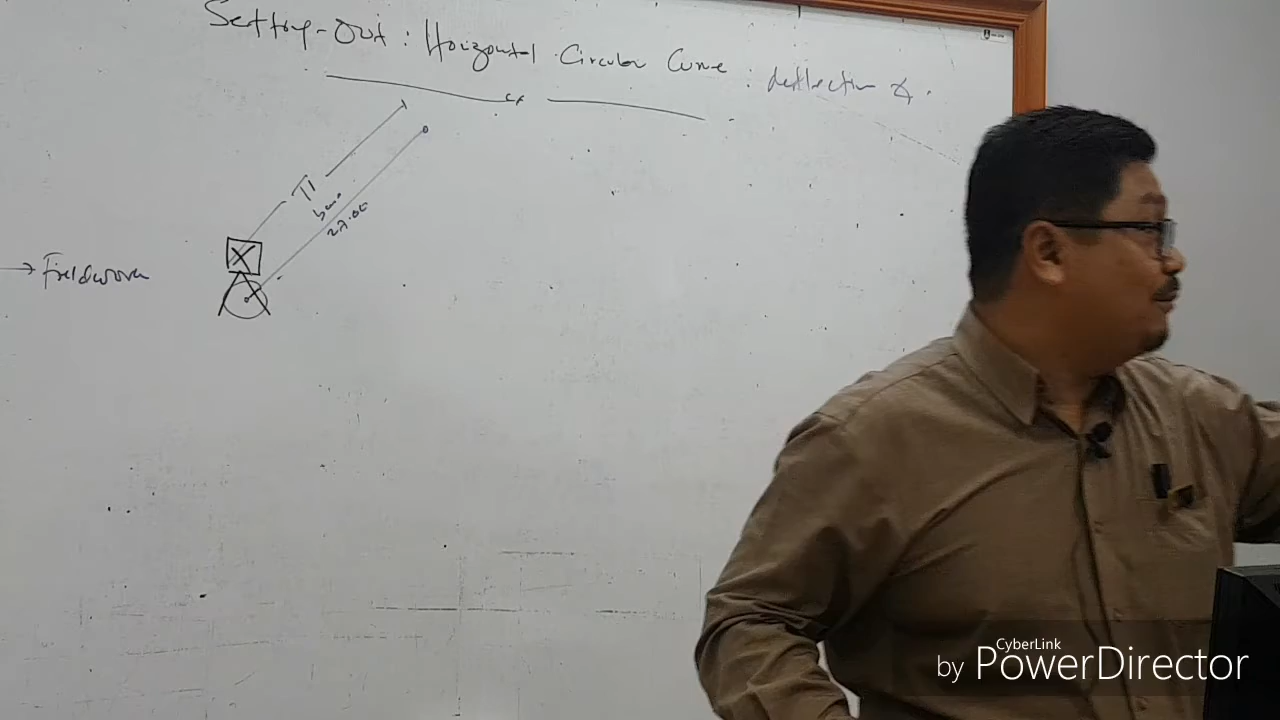 Setting-Out : Horizontal Circular Curve : deflection ∡.
T1
→ Fieldwork
CyberLink
by PowerDirector